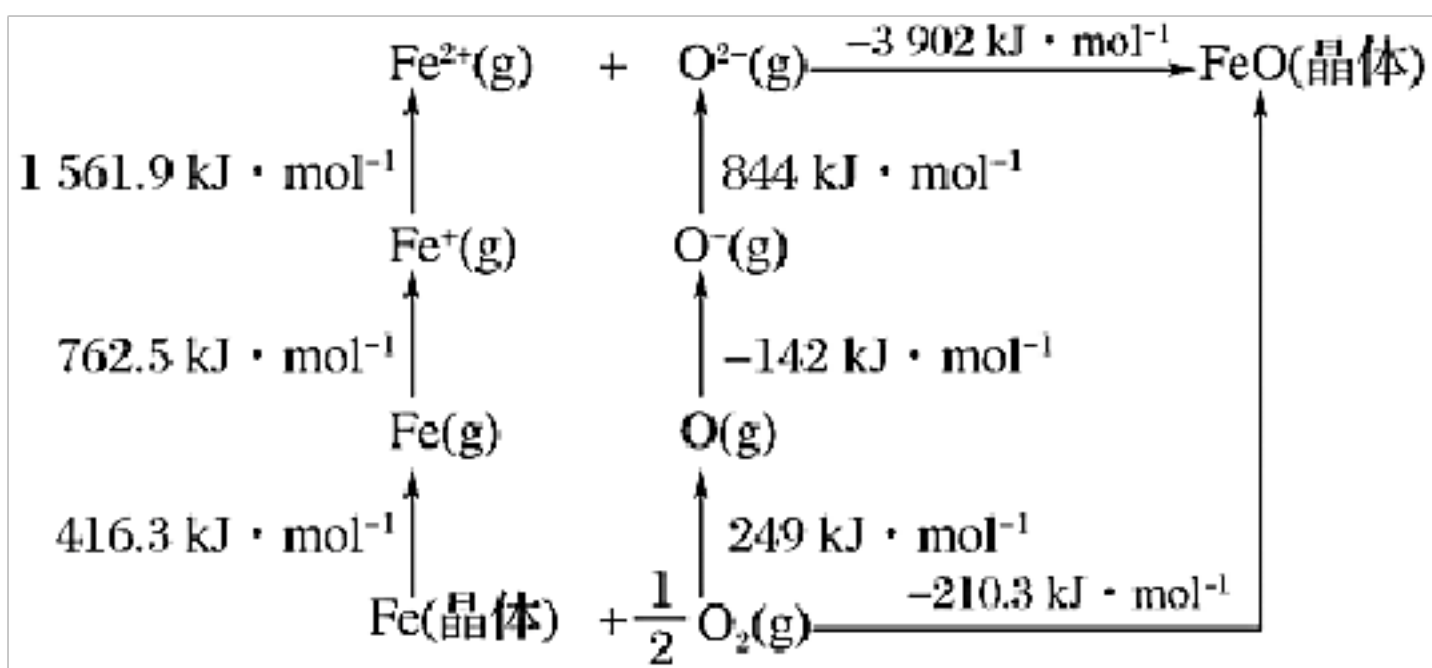 Fe²⁺(g) + O²⁻(g) −3 902 kJ·mol⁻¹ FeO(晶体)
1 561.9 kJ·mol⁻¹ 844 kJ·mol⁻¹
Fe⁺(g) O⁻(g)
762.5 kJ·mol⁻¹ −142 kJ·mol⁻¹
Fe(g) O(g)
416.3 kJ·mol⁻¹ 249 kJ·mol⁻¹
Fe(晶体) + 1/2 O₂(g) −210.3 kJ·mol⁻¹